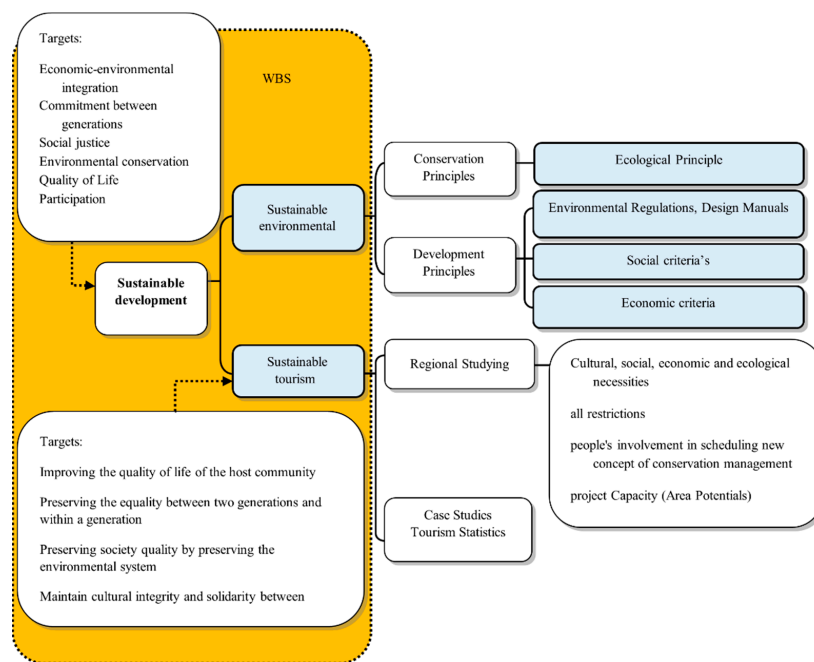 Targets:
Economic-environmental
integration
Commitment between
generations
Social justice
Environmental conservation
Quality of Life
Participation
WBS
Sustainable
development
Sustainable
environmental
Sustainable
tourism
Targets:
Improving the quality of life of the host community
Preserving the equality between two generations and
within a generation
Preserving society quality by preserving the
environmental system
Maintain cultural integrity and solidarity between
Conservation
Principles
Development
Principles
Ecological Principle
Environmental Regulations, Design Manuals
Social criteria's
Economic criteria
Regional Studying
Case Studies
Tourism Statistics
Cultural, social, economic and ecological
necessities
all restrictions
people's involvement in scheduling new
concept of conservation management
project Capacity (Area Potentials)